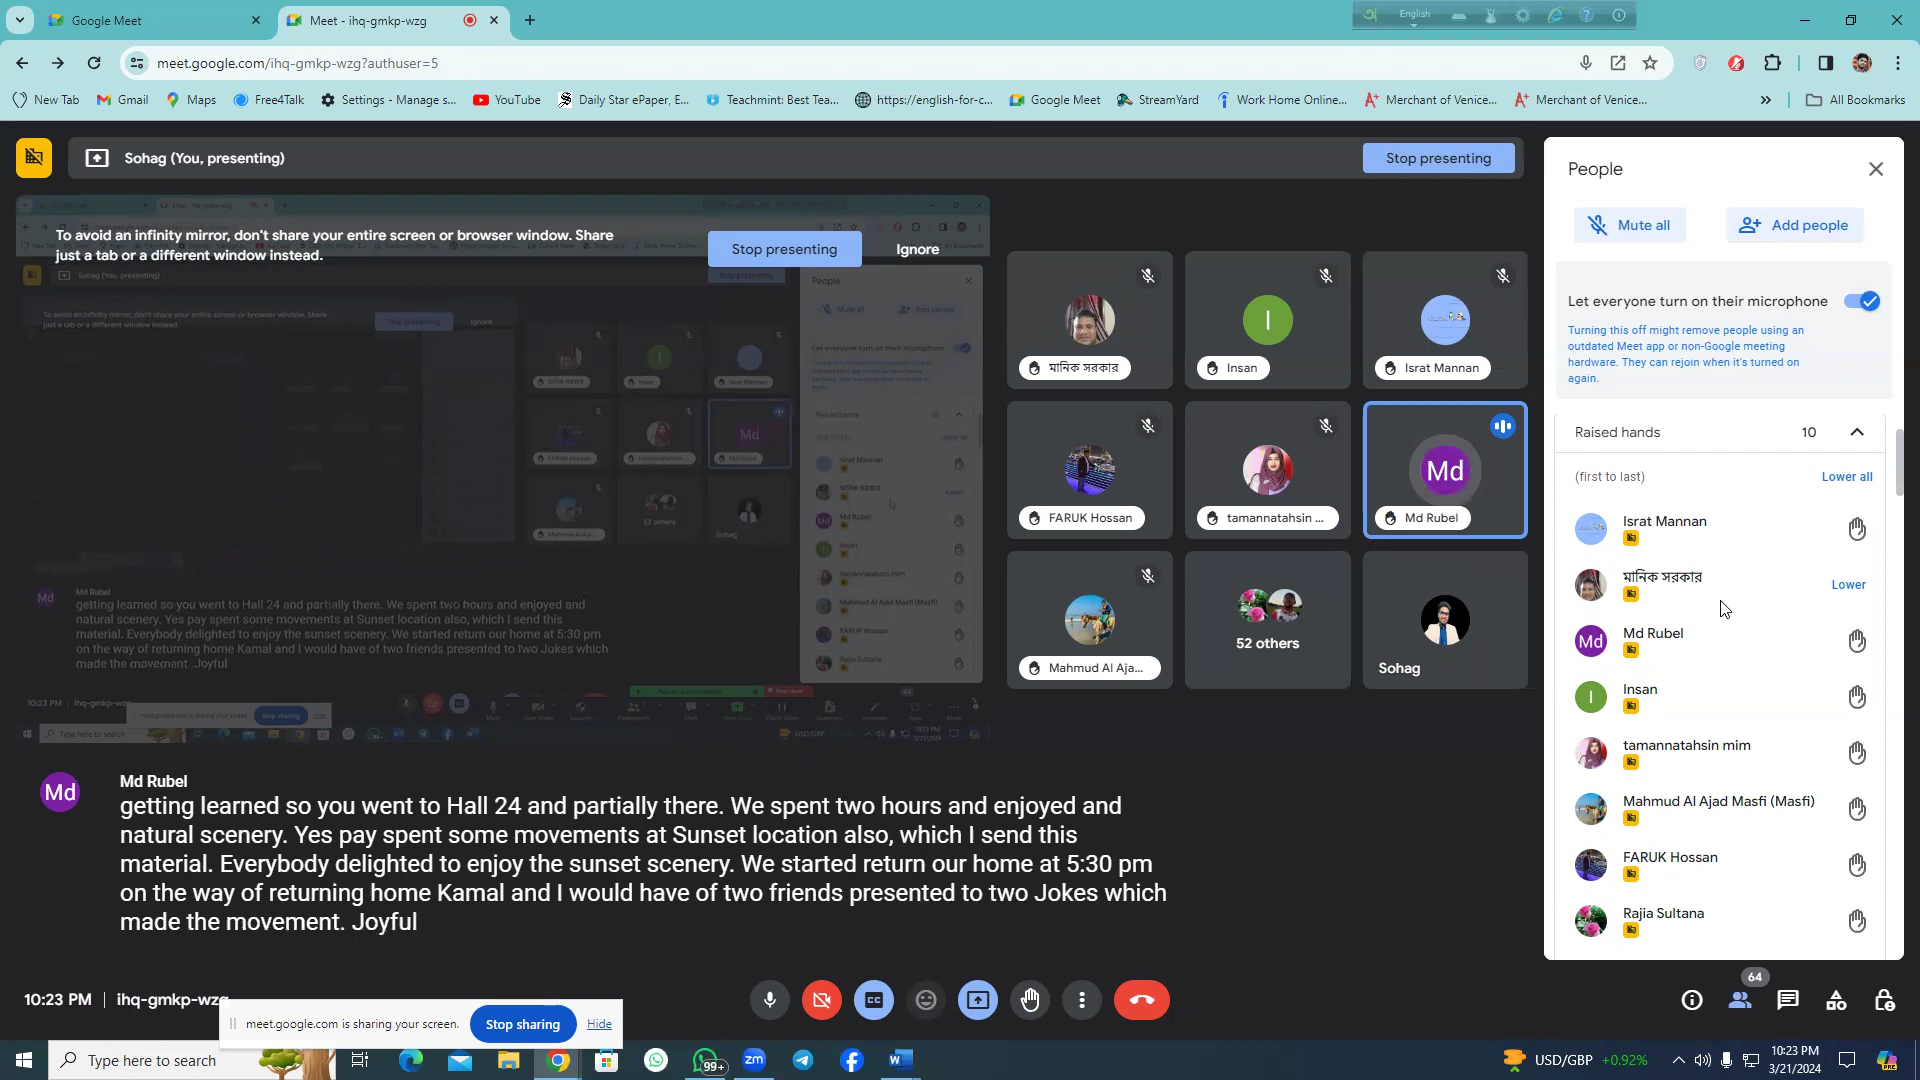 Google Meet
Meet - ihq-gmkp-wzg
English
meet.google.com/ihq-gmkp-wzg?authuser=5
New Tab
Gmail
Maps
Free4Talk
Settings - Manage s...
YouTube
Daily Star ePaper, E...
Teachmint: Best Tea...
https://english-for-c...
Google Meet
StreamYard
Work Home Online...
Merchant of Venice...
Merchant of Venice...
All Bookmarks
Sohag (You, presenting)
Stop presenting
To avoid an infinity mirror, don't share your entire screen or browser window. Share
just a tab or a different window instead.
Stop presenting
Ignore
মানিক সরকার
I
Insan
Israt Mannan
FARUK Hossan
tamannatahsin ...
Md
Md Rubel
Mahmud Al Aja...
52 others
Sohag
Md
Md Rubel
getting learned so you went to Hall 24 and partially there. We spent two hours and enjoyed and
natural scenery. Yes pay spent some movements at Sunset location also, which I send this
material. Everybody delighted to enjoy the sunset scenery. We started return our home at 5:30 pm
on the way of returning home Kamal and I would have of two friends presented to two Jokes which
made the movement. Joyful
People
Mute all
Add people
Let everyone turn on their microphone
Turning this off might remove people using an
outdated Meet app or non-Google meeting
hardware. They can rejoin when it's turned on
again.
Raised hands 10
(first to last) Lower all
Israt Mannan
মানিক সরকার
Lower
Md
Md Rubel
I
Insan
tamannatahsin mim
Mahmud Al Ajad Masfi (Masfi)
FARUK Hossan
Rajia Sultana
64
10:23 PM | ihq-gmkp-wzg
meet.google.com is sharing your screen.
Stop sharing
Hide
Type here to search
99+
zm
USD/GBP +0.92%
10:23 PM
3/21/2024